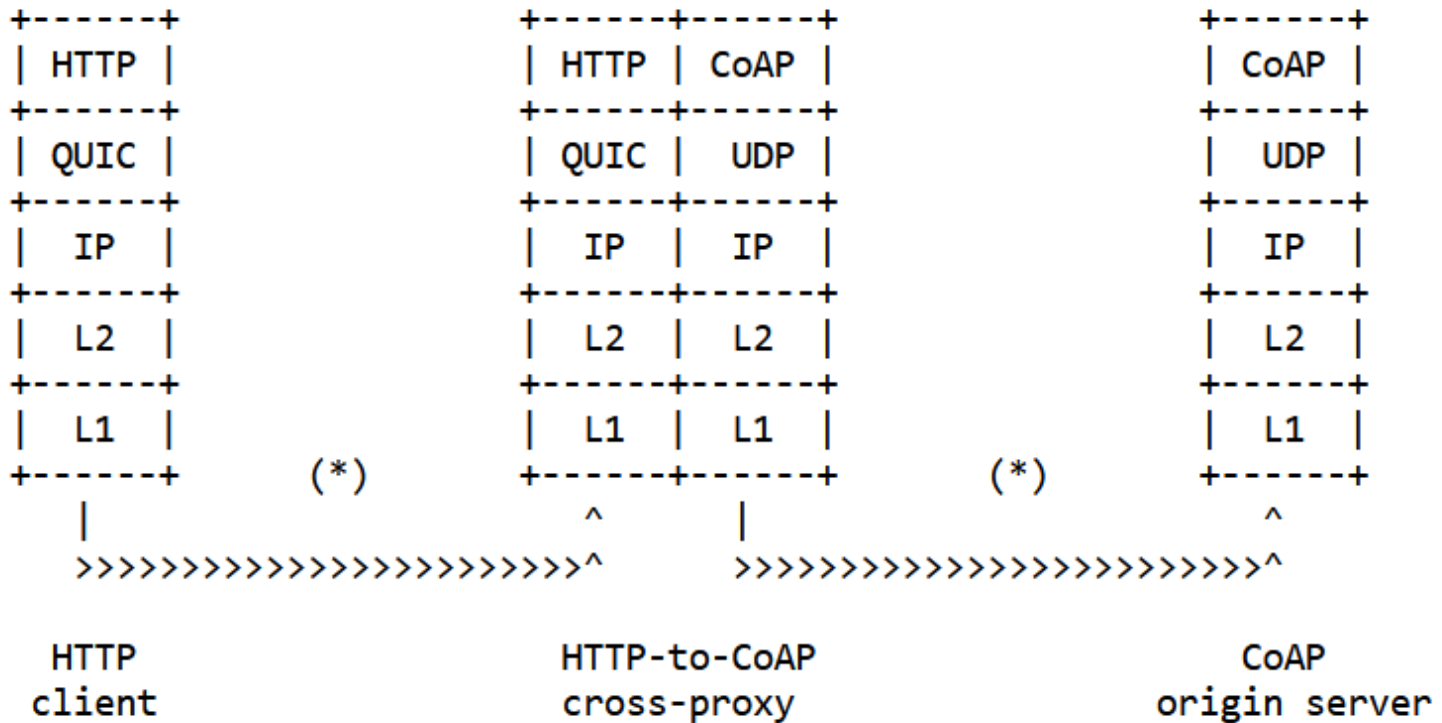 +------+                +------+------+                 +------+
| HTTP |                | HTTP | CoAP |                 | CoAP |
+------+                +------+------+                 +------+
| QUIC |                | QUIC |  UDP |                 |  UDP |
+------+                +------+------+                 +------+
|  IP  |                |  IP  |  IP  |                 |  IP  |
+------+                +------+------+                 +------+
|  L2  |                |  L2  |  L2  |                 |  L2  |
+------+                +------+------+                 +------+
|  L1  |                |  L1  |  L1  |                 |  L1  |
+------+     (*)        +------+------+      (*)        +------+
   |                       ^      |                        ^
   >>>>>>>>>>>>>>>>>>>>>>>>^      >>>>>>>>>>>>>>>>>>>>>>>>>^
  HTTP                    HTTP-to-CoAP                    CoAP
 client                   cross-proxy                 origin server